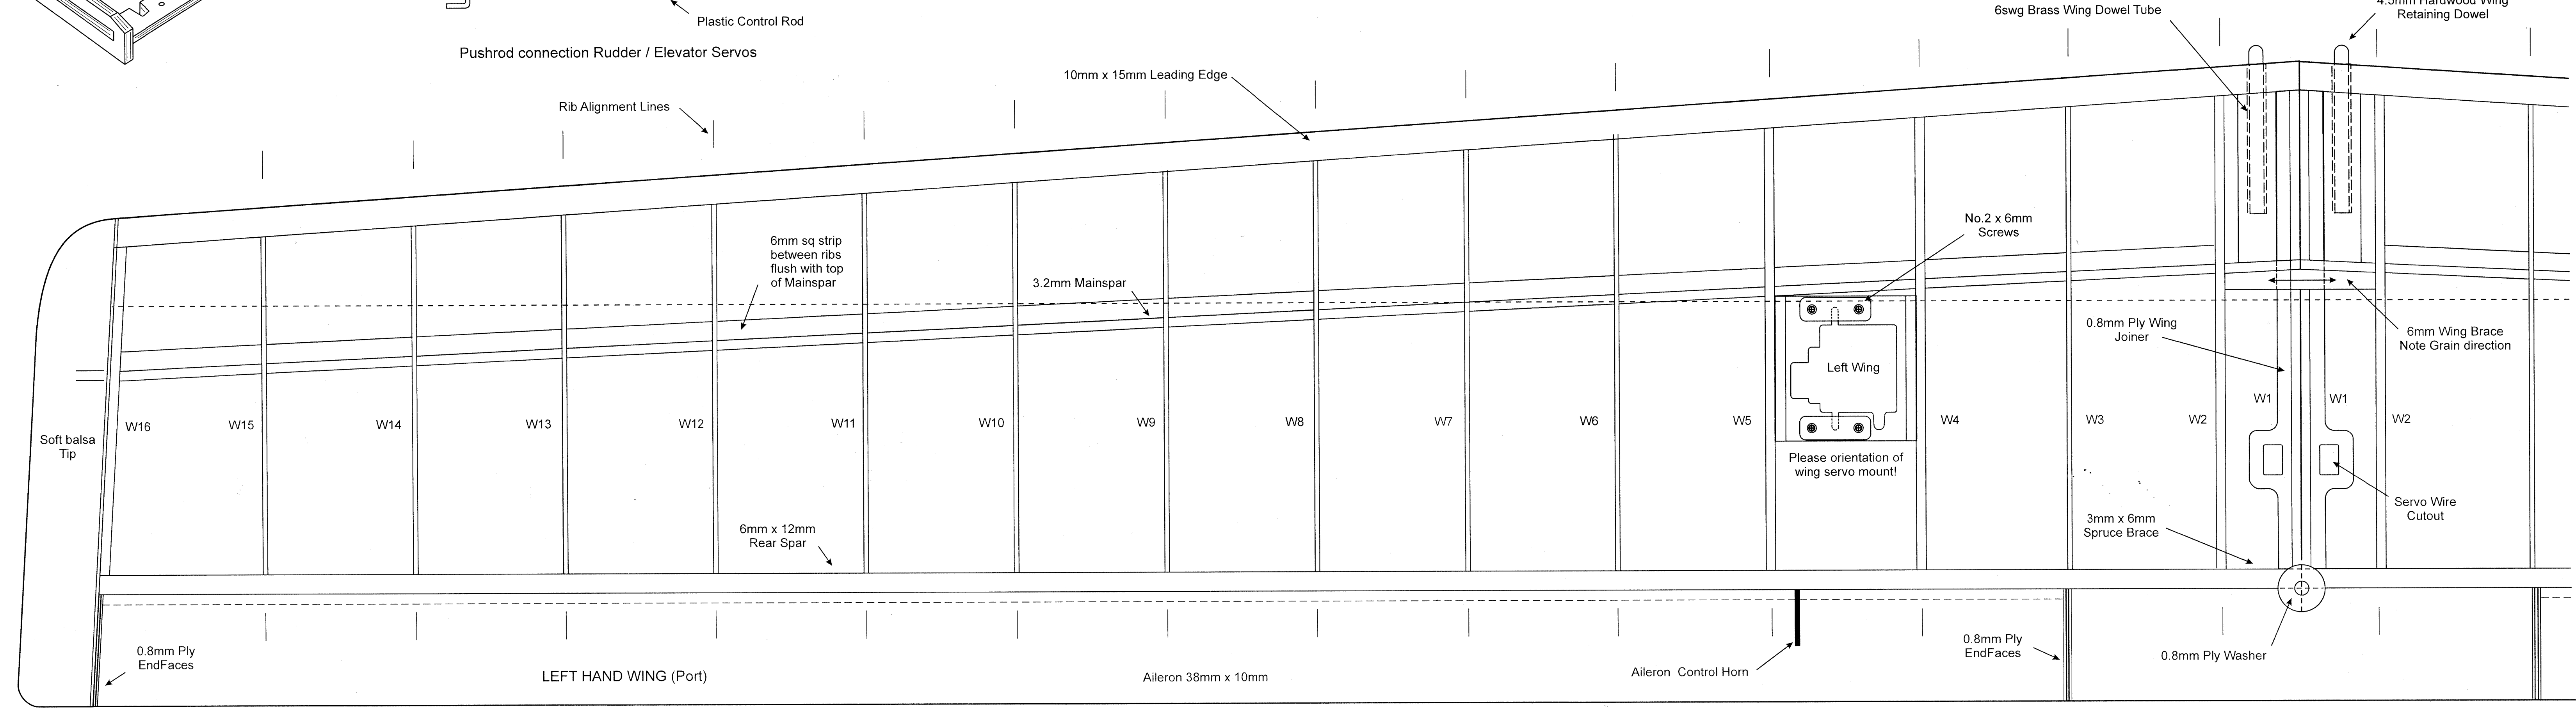 Plastic Control Rod
Pushrod connection Rudder / Elevator Servos
6swg Brass Wing Dowel Tube
4.5mm Hardwood Wing
Retaining Dowel
10mm x 15mm Leading Edge
Rib Alignment Lines
6mm sq strip
between ribs
flush with top
of Mainspar
3.2mm Mainspar
No.2 x 6mm
Screws
Left Wing
0.8mm Ply Wing
Joiner
6mm Wing Brace
Note Grain direction
Soft balsa
Tip
W16
W15
W14
W13
W12
W11
W10
W9
W8
W7
W6
W5
W4
W3
W2
W1
W1
W2
Please orientation of
wing servo mount!
Servo Wire
Cutout
6mm x 12mm
Rear Spar
3mm x 6mm
Spruce Brace
0.8mm Ply
EndFaces
LEFT HAND WING (Port)
Aileron 38mm x 10mm
Aileron Control Horn
0.8mm Ply
EndFaces
0.8mm Ply Washer